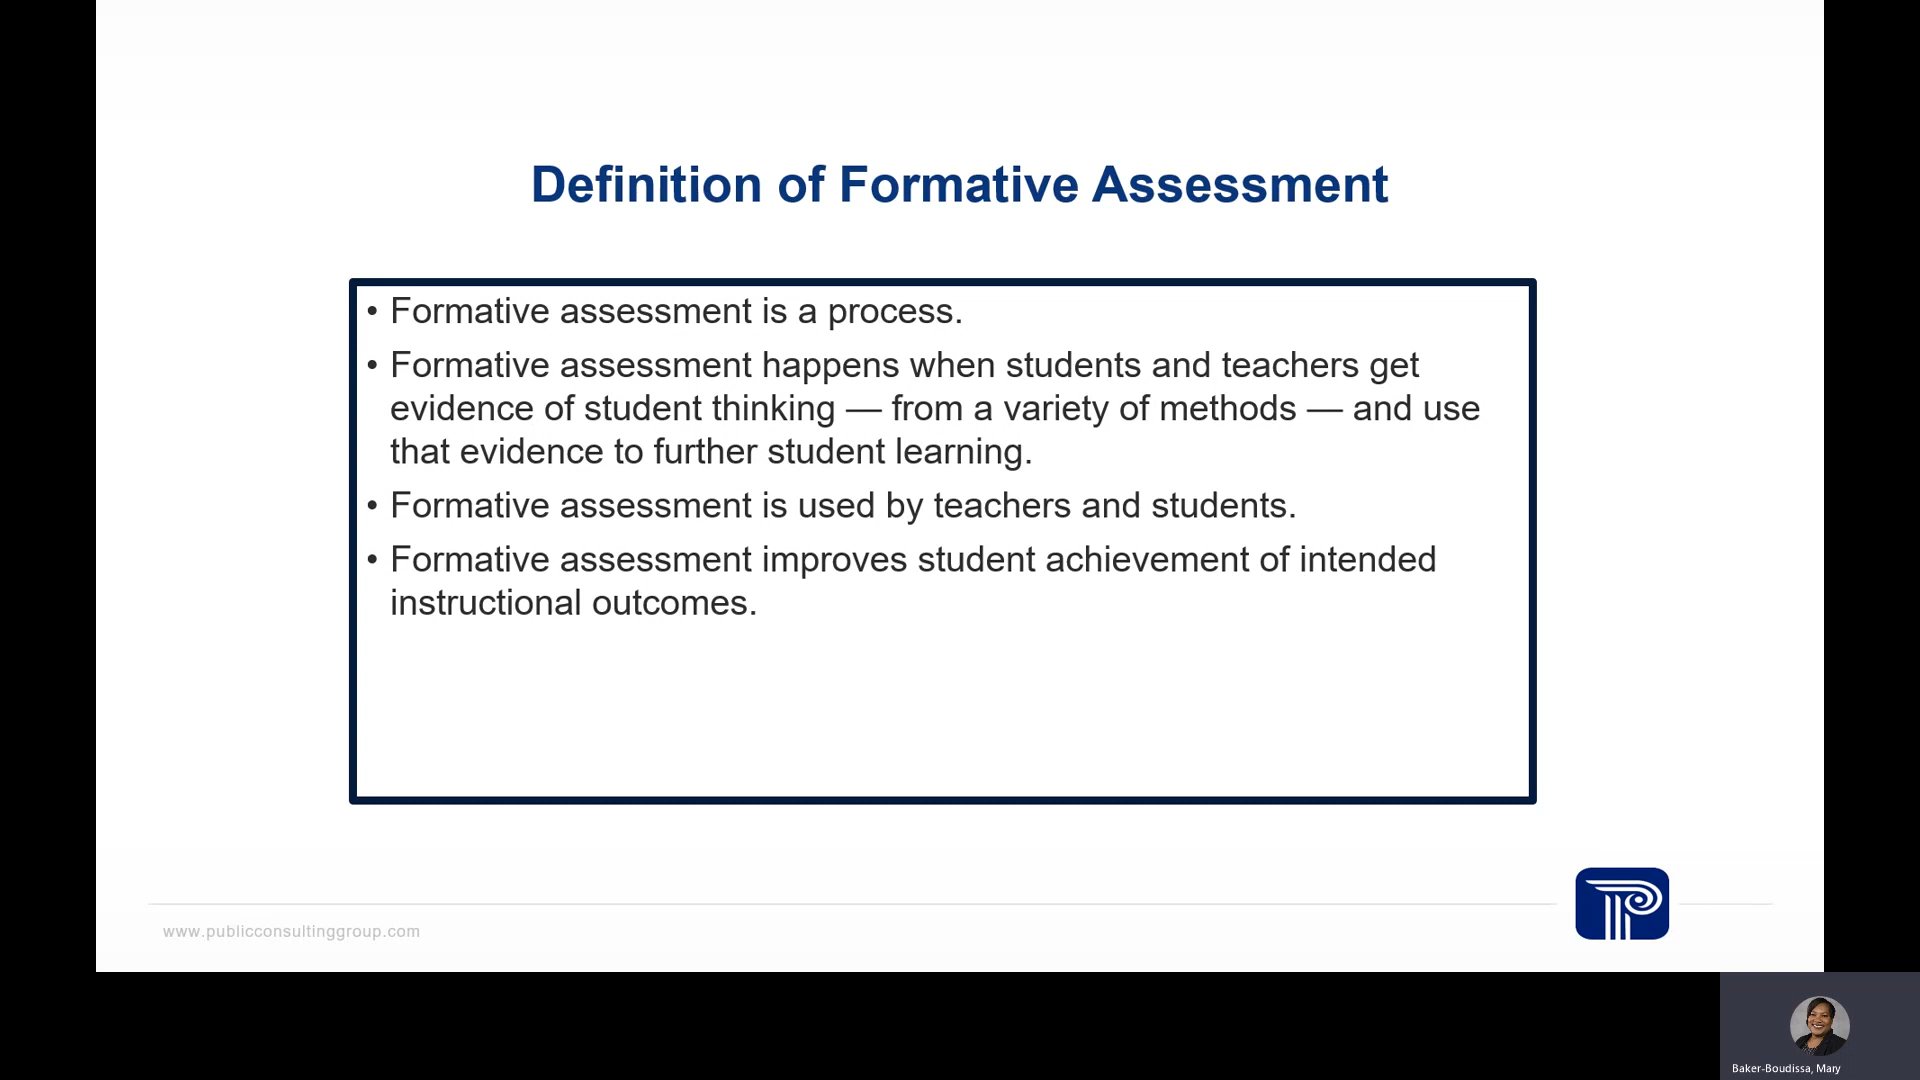 Definition of Formative Assessment
• Formative assessment is a process.
• Formative assessment happens when students and teachers get
evidence of student thinking — from a variety of methods — and use
that evidence to further student learning.
• Formative assessment is used by teachers and students.
• Formative assessment improves student achievement of intended
instructional outcomes.
www.publicconsultinggroup.com
Baker-Boudissa, Mary